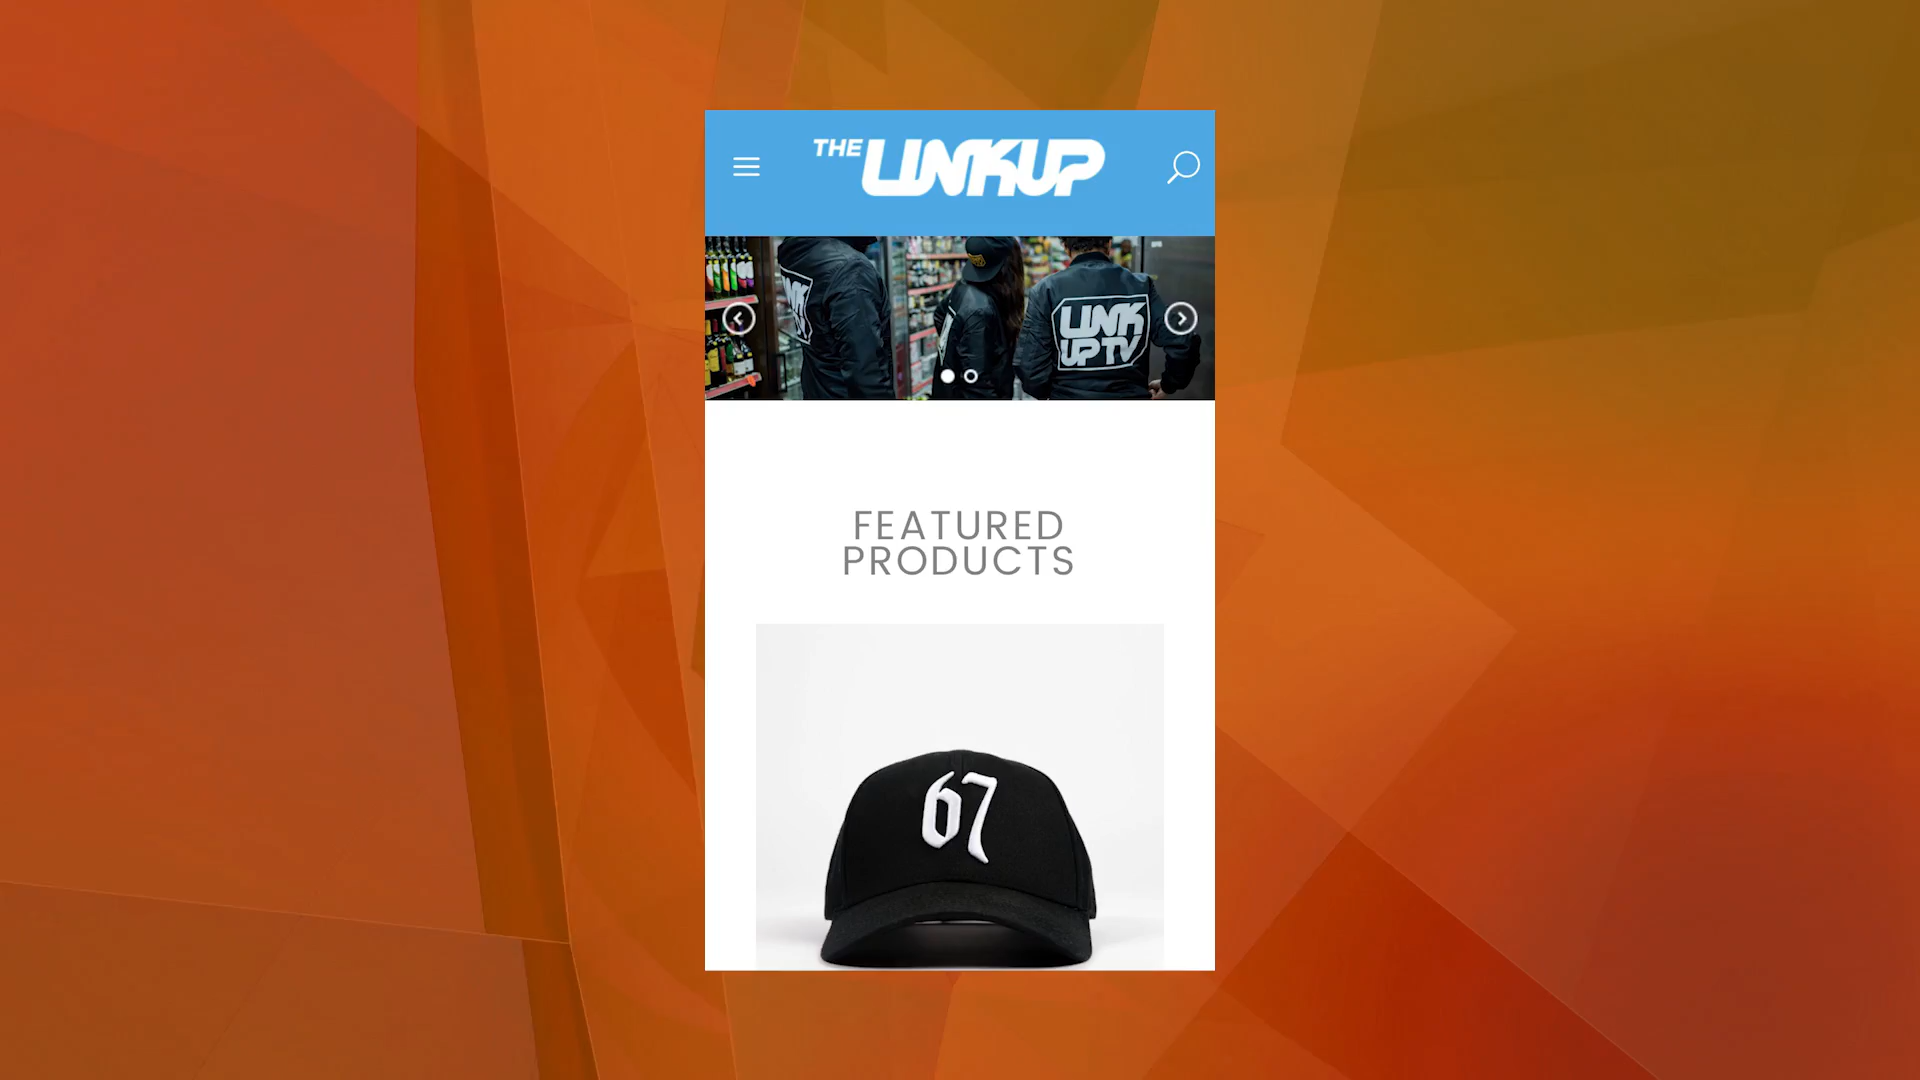 THE LINKUP
LINK
UP TV
FEATURED
PRODUCTS
67